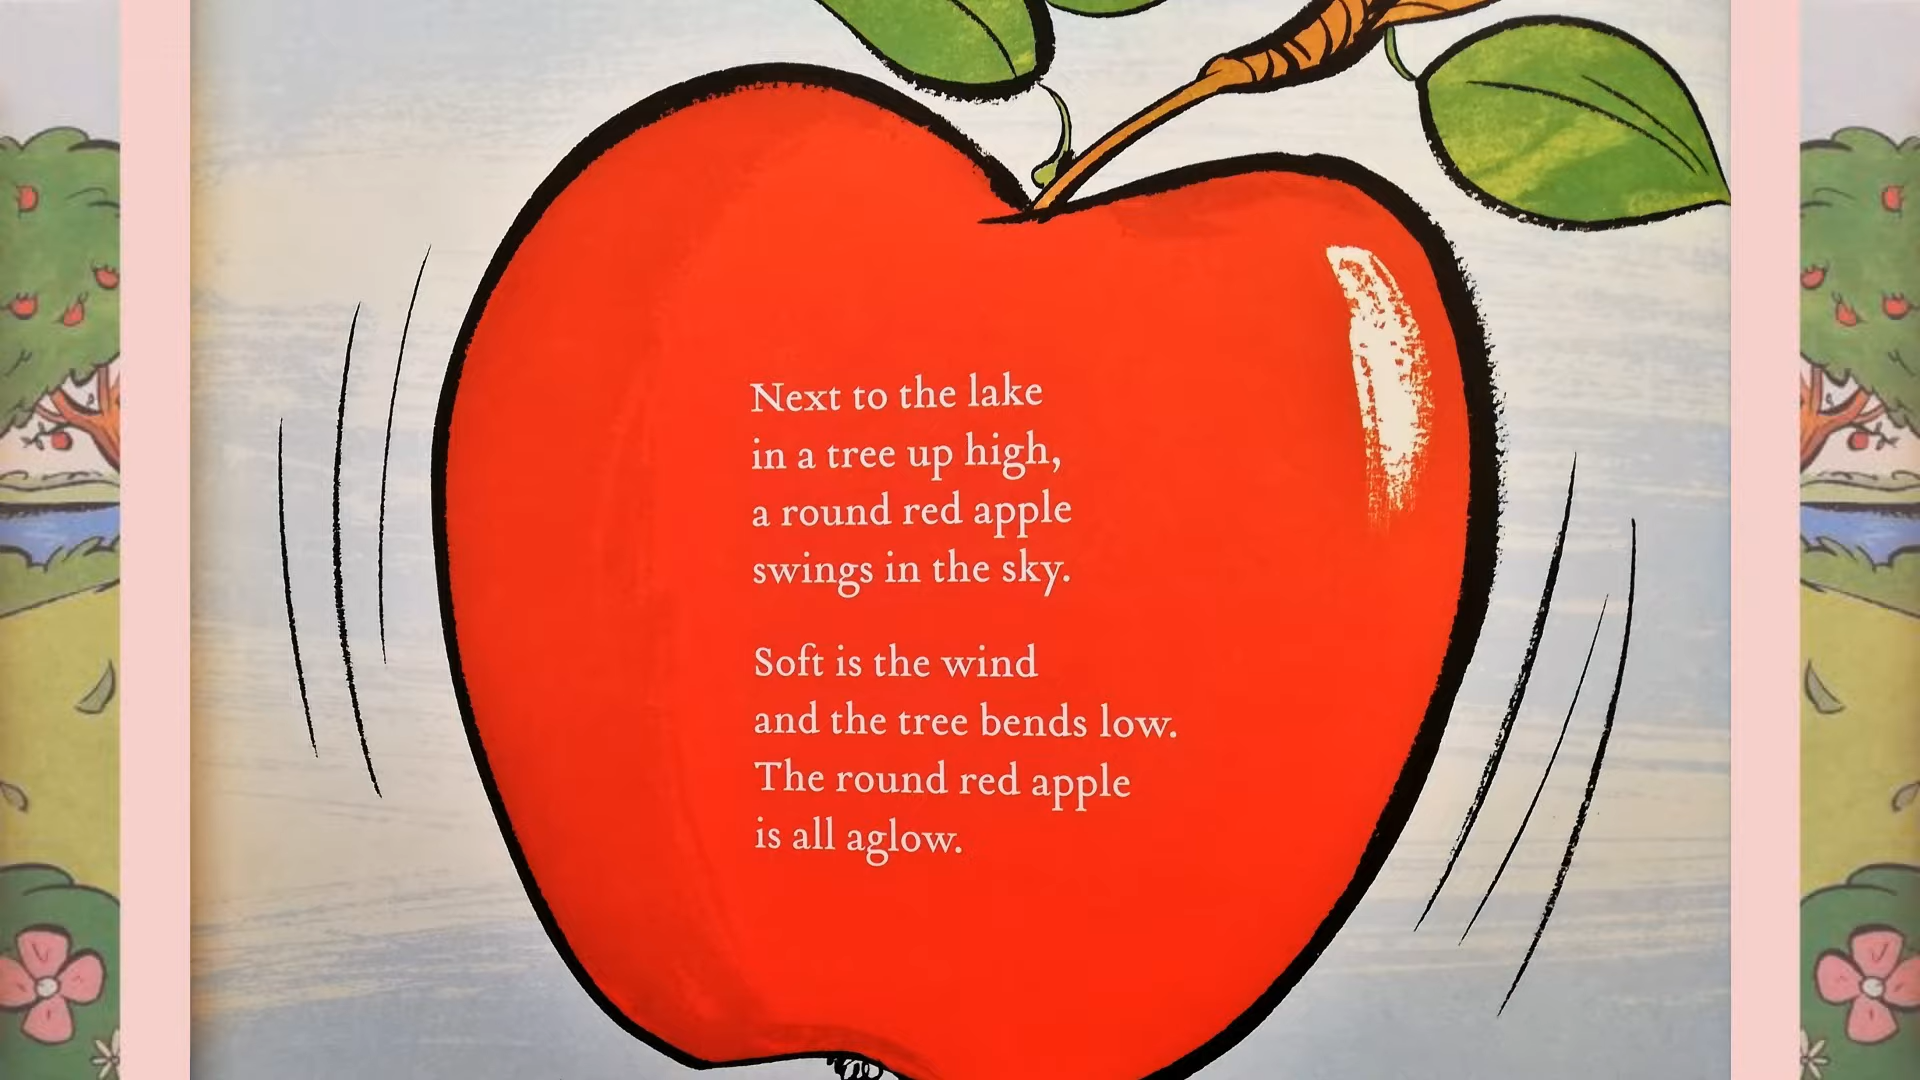 Next to the lake
in a tree up high,
a round red apple
swings in the sky.
Soft is the wind
and the tree bends low.
The round red apple
is all aglow.